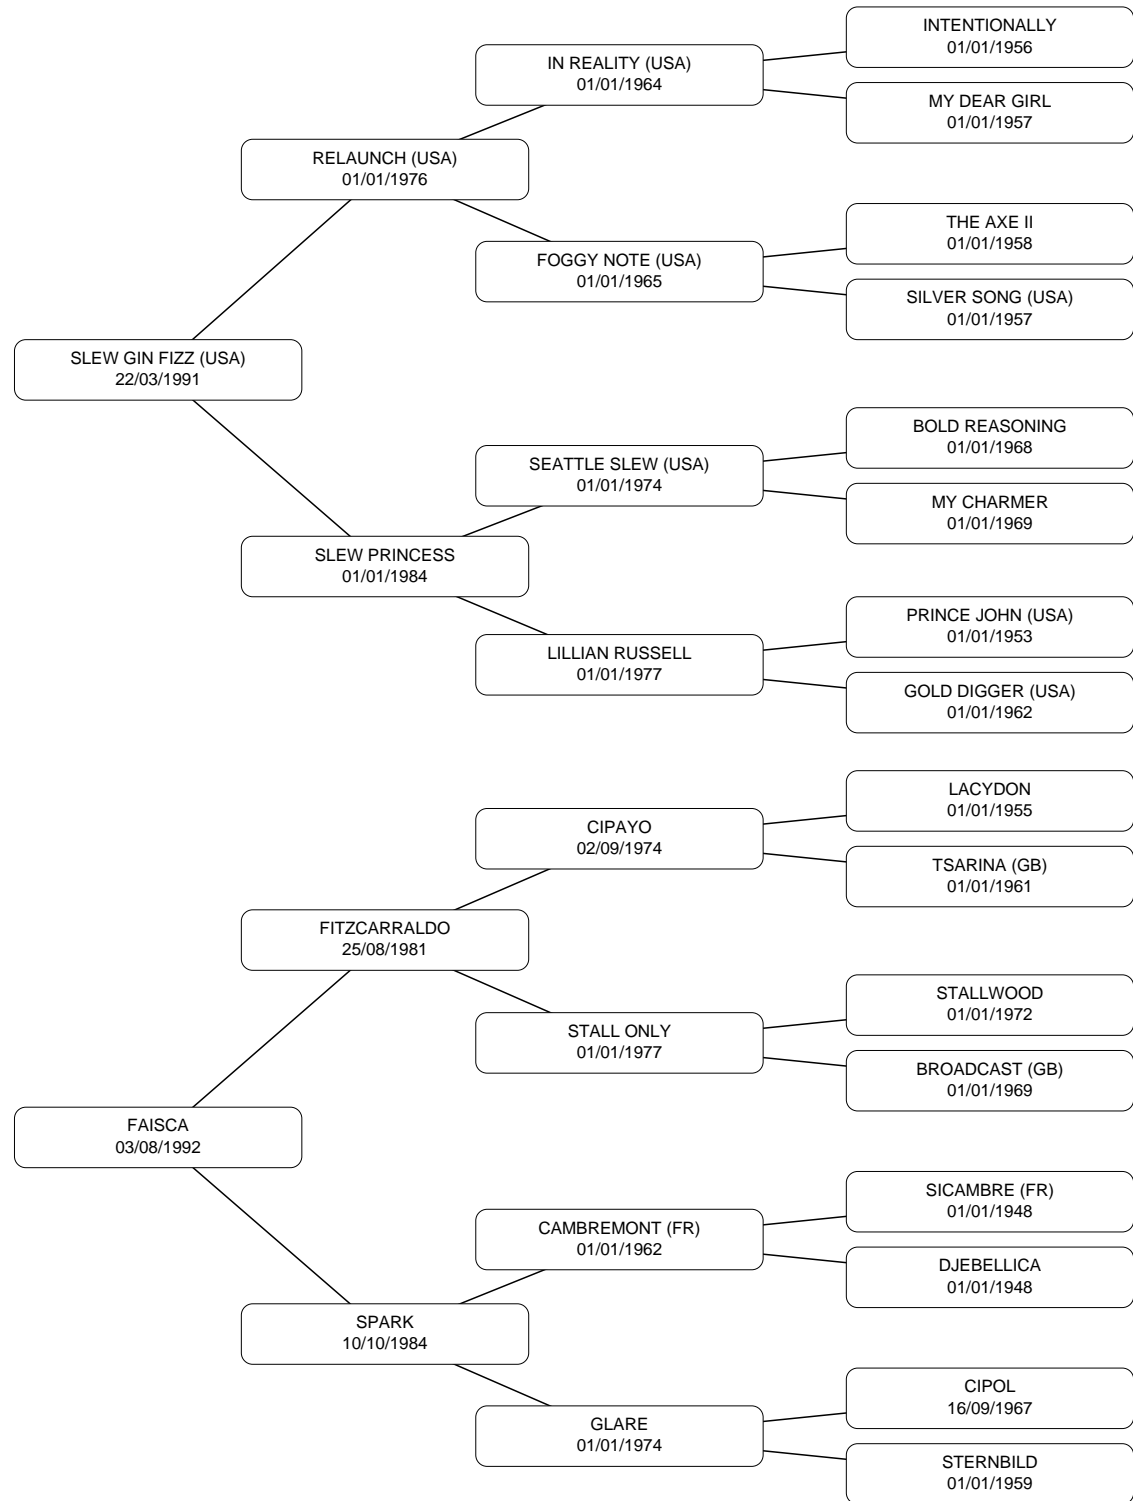 INTENTIONALLY
01/01/1956
IN REALITY (USA)
01/01/1964
MY DEAR GIRL
01/01/1957
RELAUNCH (USA)
01/01/1976
THE AXE II
01/01/1958
FOGGY NOTE (USA)
01/01/1965
SILVER SONG (USA)
01/01/1957
SLEW GIN FIZZ (USA)
22/03/1991
BOLD REASONING
01/01/1968
SEATTLE SLEW (USA)
01/01/1974
MY CHARMER
01/01/1969
SLEW PRINCESS
01/01/1984
PRINCE JOHN (USA)
01/01/1953
LILLIAN RUSSELL
01/01/1977
GOLD DIGGER (USA)
01/01/1962
LACYDON
01/01/1955
CIPAYO
02/09/1974
TSARINA (GB)
01/01/1961
FITZCARRALDO
25/08/1981
STALLWOOD
01/01/1972
STALL ONLY
01/01/1977
BROADCAST (GB)
01/01/1969
FAISCA
03/08/1992
SICAMBRE (FR)
01/01/1948
CAMBREMONT (FR)
01/01/1962
DJEBELLICA
01/01/1948
SPARK
10/10/1984
CIPOL
16/09/1967
GLARE
01/01/1974
STERNBILD
01/01/1959